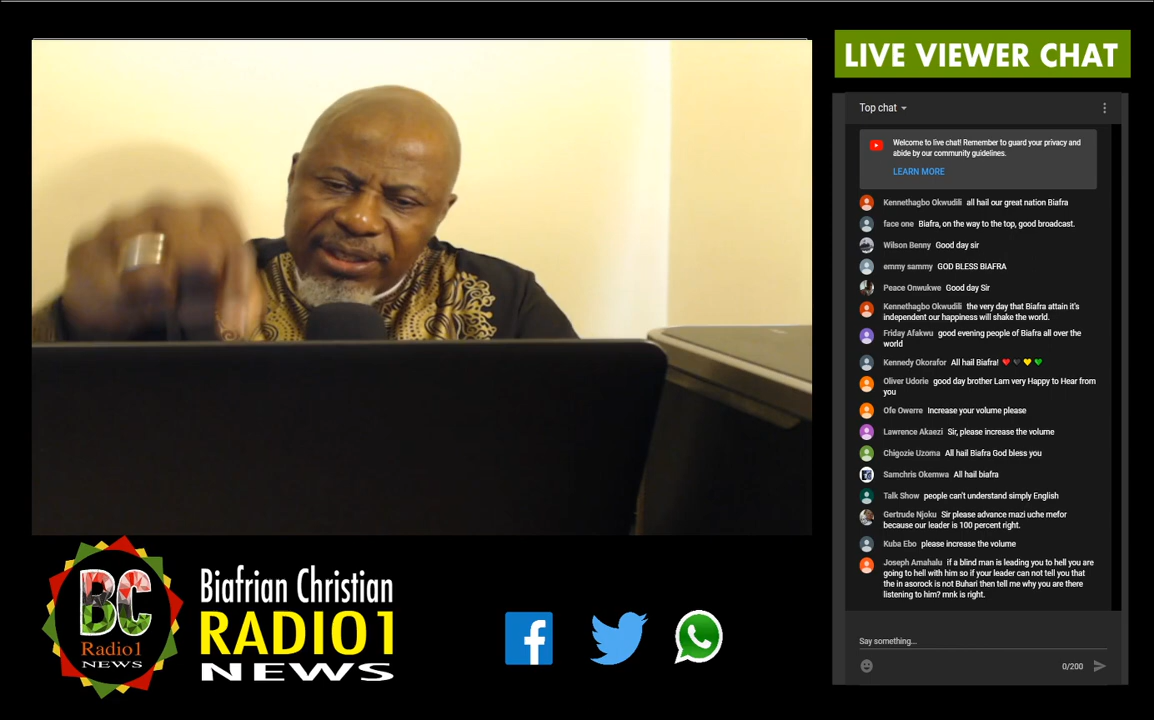 LIVE VIEWER CHAT
Top chat
Welcome to live chat! Remember to guard your privacy and
abide by our community guidelines.
LEARN MORE
Kennethagbo Okwudili all hail our great nation Biafra
face one Biafra, on the way to the top, good broadcast.
Wilson Benny Good day sir
emmy sammy GOD BLESS BIAFRA
Peace Onwukwe Good day Sir
Kennethagbo Okwudili the very day that Biafra attain it's
independent our happiness will shake the world.
Friday Afakwu good evening people of Biafra all over the
world
Kennedy Okorafor All hail Biafra! ❤️ 🖤 💛 💚
Oliver Udorie good day brother Lam very Happy to Hear from
you
Ofe Owerre Increase your volume please
Lawrence Akaezi Sir, please increase the volume
Chigozie Uzoma All hail Biafra God bless you
Samchris Okemwa All hail biafra
Talk Show people can't understand simply English
Gertrude Njoku Sir please advance mazi uche mefor
because our leader is 100 percent right.
Kuba Ebo please increase the volume
Joseph Amahalu if a blind man is leading you to hell you are
going to hell with him so if your leader can not tell you that
the in asorock is not Buhari then tell me why you are there
listening to him? mnk is right.
Say something...
0/200
BC
Radio1
NEWS
Biafrian Christian
RADIO1
NEWS